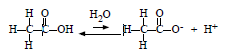 H O H₂O H O
H-C-C-OH ⇌ H-C-C-O⁻ + H⁺
H H